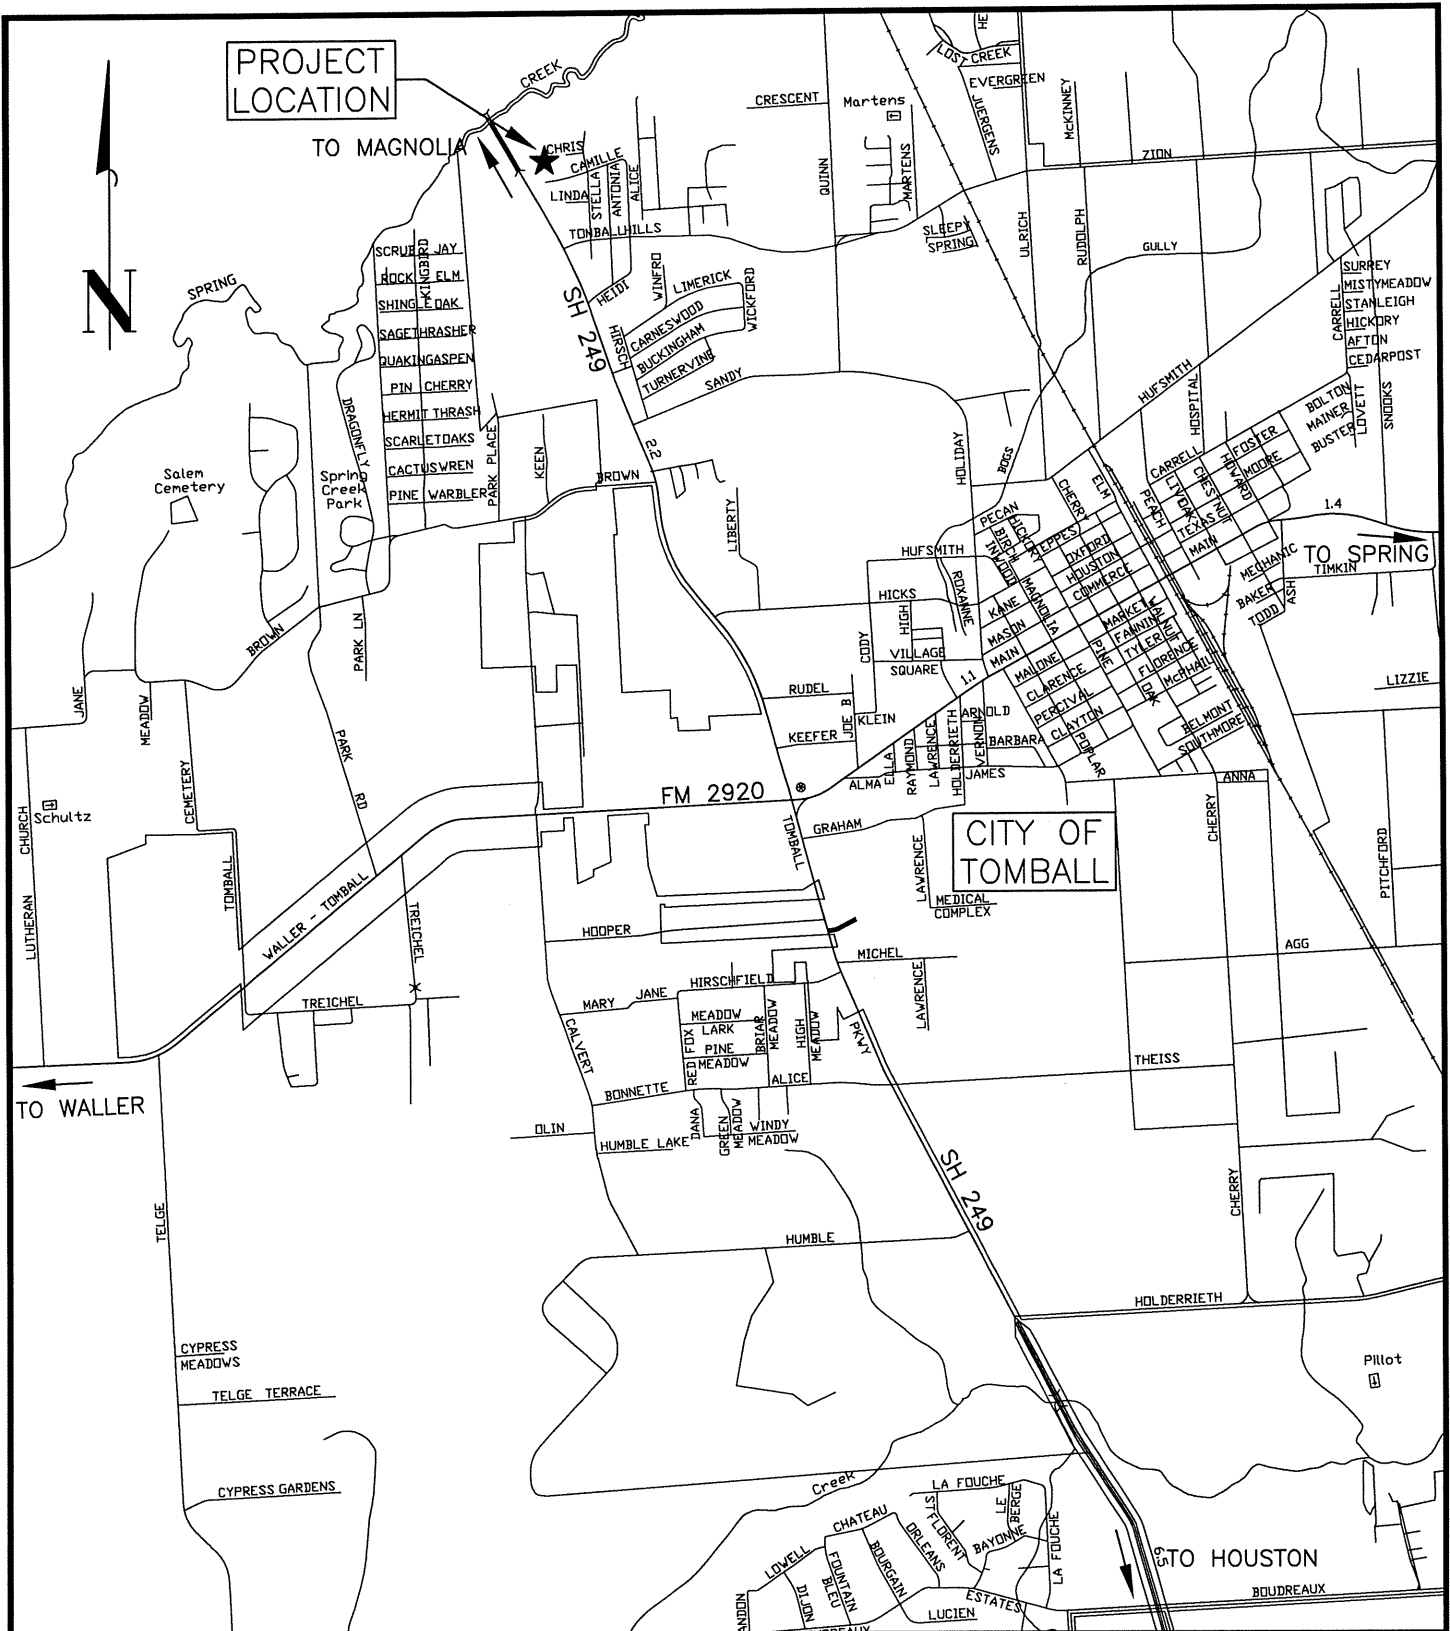 PROJECT
LOCATION
TO MAGNOLIA
CREEK
CHRIS
CAMILLE
LINDA
STELLA
ANTONIA
ALICE
TOMBALLHILLS
CRESCENT
Martens
MARTENS
QUINN
LOST CREEK
HE
EVERGREEN
JUERGENS
McKINNEY
ZION
SLEEPY
SPRING
ULRICH
RUDOLPH
GULLY
N
SPRING
SCRUB JAY
KINGBIRD
ROCK ELM
SHINGLEOAK
SAGETHRASHER
QUAKINGASPEN
PIN CHERRY
HERMIT THRASH
SCARLETOAKS
CACTUSWREN
PINE WARBLER
DRAGONFLY
PARK PLACE
KEEN
BROWN
SH 249
HEIDI
WINFRO
LIMERICK
WICKFORD
HIRSCH
CARNESWOOD
BUCKINGHAM
TURNERVINE
SANDY
2.2
SURREY
MISTYMEADOW
STANLEIGH
HICKORY
AFTON
CEDARPOST
CARRELL
HUFSMITH
HOSPITAL
BOLTON
MAINER
BUSTER
LOVETT
SNOOKS
Salem
Cemetery
Spring
Creek
Park
LIBERTY
HOLIDAY
BOGS
CHERRY
ELM
PEACH
CARRELL
LIVEOAK
CHESTNUT
HOWARD
FOSTER
MOORE
TEXAS
MAIN
1.4
TO SPRING
MECHANIC
TIMKIN
BAKER
TODD
ASH
PECAN
HICKORY
BIRCH
INWOOD
EPPES
OXFORD
HOUSTON
COMMERCE
MAGNOLIA
HUFSMITH
ROXANNE
HICKS
HIGH
KANE
MASON
MAIN
MALONE
CLARENCE
PERCIVAL
CLAYTON
POPLAR
MARKET
FANNIN
TYLER
WALNUT
PINE
FLORENCE
McPHAIL
OAK
BELMONT
SOUTHMORE
CODY
VILLAGE
SQUARE
1.1
RUDEL
JOE B
KLEIN
KEEFER
ARNOLD
VERNON
BARBARA
HOLDERRIETH
LAWRENCE
RAYMOND
ELLA
ALMA
JAMES
ANNA
LIZZIE
BROWN
PARK LN
JANE
MEADOW
CEMETERY
PARK
RD
LUTHERAN CHURCH
Schultz
FM 2920
TOMBALL
GRAHAM
CITY OF
TOMBALL
CHERRY
PITCHFORD
LAWRENCE
MEDICAL
COMPLEX
TOMBALL
WALLER - TOMBALL
TREICHEL
TREICHEL
HOOPER
MICHEL
AGG
MARY JANE
HIRSCHFIELD
MEADOW
LARK
PINE
MEADOW
RED FOX
BRIAR
MEADOW
HIGH
MEADOW
PKWY
LAWRENCE
CALVERT
THEISS
TO WALLER
BONNETTE
ALICE
OLIN
HUMBLE LAKE
DANA
GREEN
MEADOW
WINDY
MEADOW
SH 249
CHERRY
TELGE
HUMBLE
HOLDERRIETH
CYPRESS
MEADOWS
TELGE TERRACE
Pillot
CYPRESS GARDENS
Creek
LA FOUCHE
LE
BERGE
ST FLORENT
BAYONNE
LA FOUCHE
CHATEAU
ORLEANS
LOWELL
FOUNTAIN
BLEU
BOURGAIN
DIJON
ESTATES
LUCIEN
ANDON
6.5
TO HOUSTON
BOUDREAUX